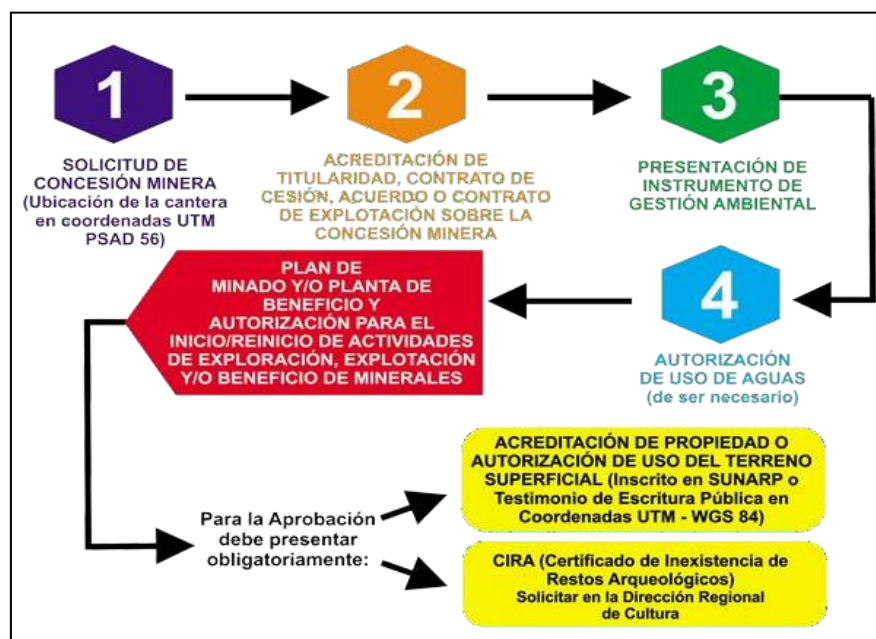 1
SOLICITUD DE
CONCESIÓN MINERA
(Ubicación de la cantera
en coordenadas UTM
PSAD 56)
2
ACREDITACIÓN DE
TITULARIDAD, CONTRATO DE
CESIÓN, ACUERDO O CONTRATO
DE EXPLOTACIÓN SOBRE LA
CONCESIÓN MINERA
3
PRESENTACIÓN DE
INSTRUMENTO DE
GESTIÓN AMBIENTAL
4
AUTORIZACIÓN
DE USO DE AGUAS
(de ser necesario)
PLAN DE
MINADO Y/O PLANTA DE
BENEFICIO Y
AUTORIZACIÓN PARA EL
INICIO/REINICIO DE ACTIVIDADES
DE EXPLORACIÓN, EXPLOTACIÓN
Y/O BENEFICIO DE MINERALES
Para la Aprobación
debe presentar
obligatoriamente:
ACREDITACIÓN DE PROPIEDAD O
AUTORIZACIÓN DE USO DEL TERRENO
SUPERFICIAL (Inscrito en SUNARP o
Testimonio de Escritura Pública en
Coordenadas UTM - WGS 84)
CIRA (Certificado de Inexistencia de
Restos Arqueológicos)
Solicitar en la Dirección Regional
de Cultura